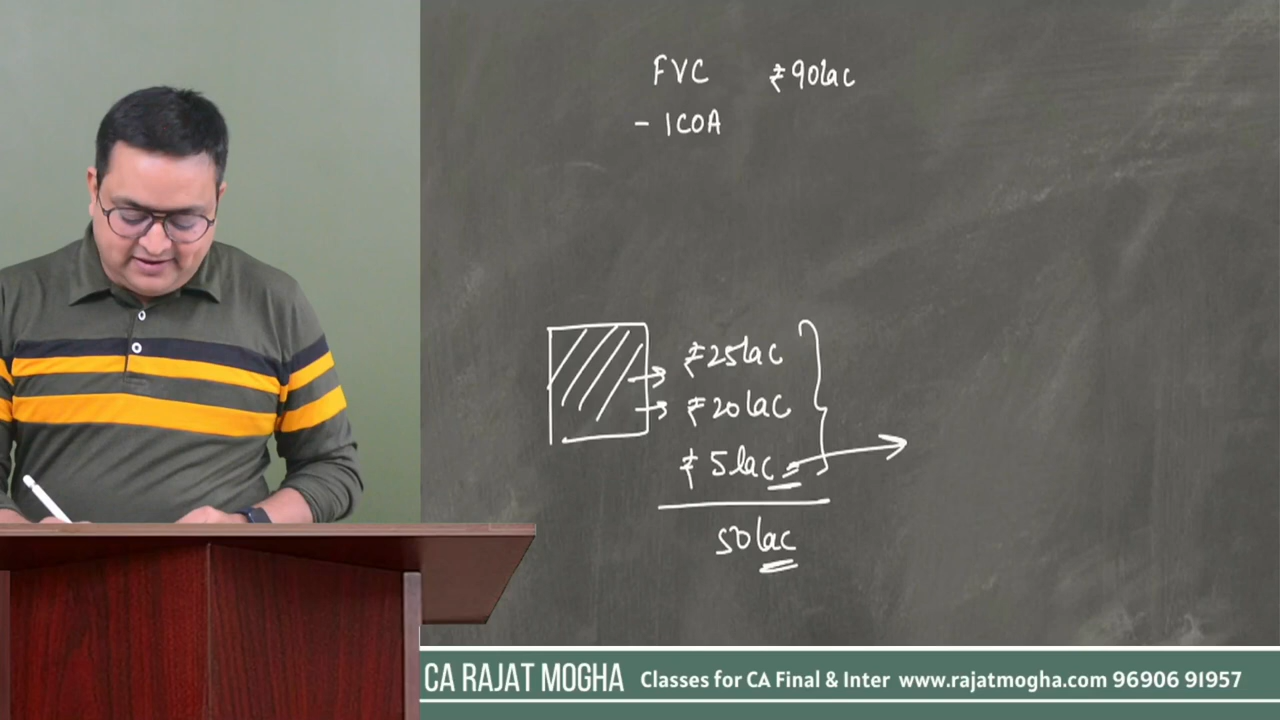 FVC ₹90lac
- ICOA
₹25lac
₹20lac
₹5lac
50lac
CA RAJAT MOGHA Classes for CA Final & Inter www.rajatmogha.com 96906 91957